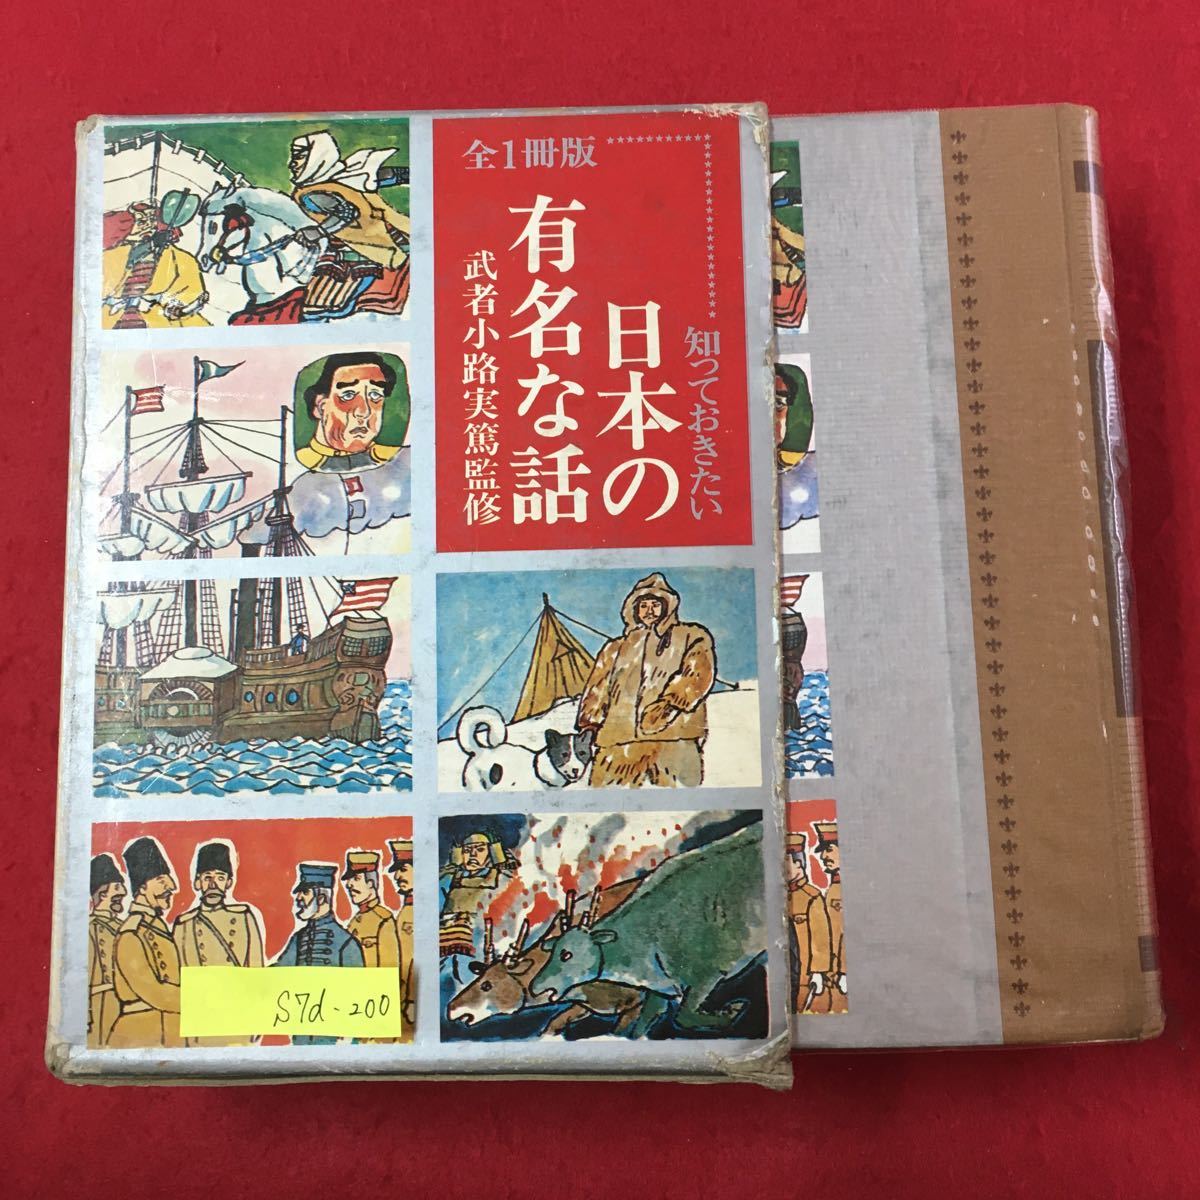 全1冊版
知っておきたい
日本の
有名な話
武者小路実篤監修
S7d-200